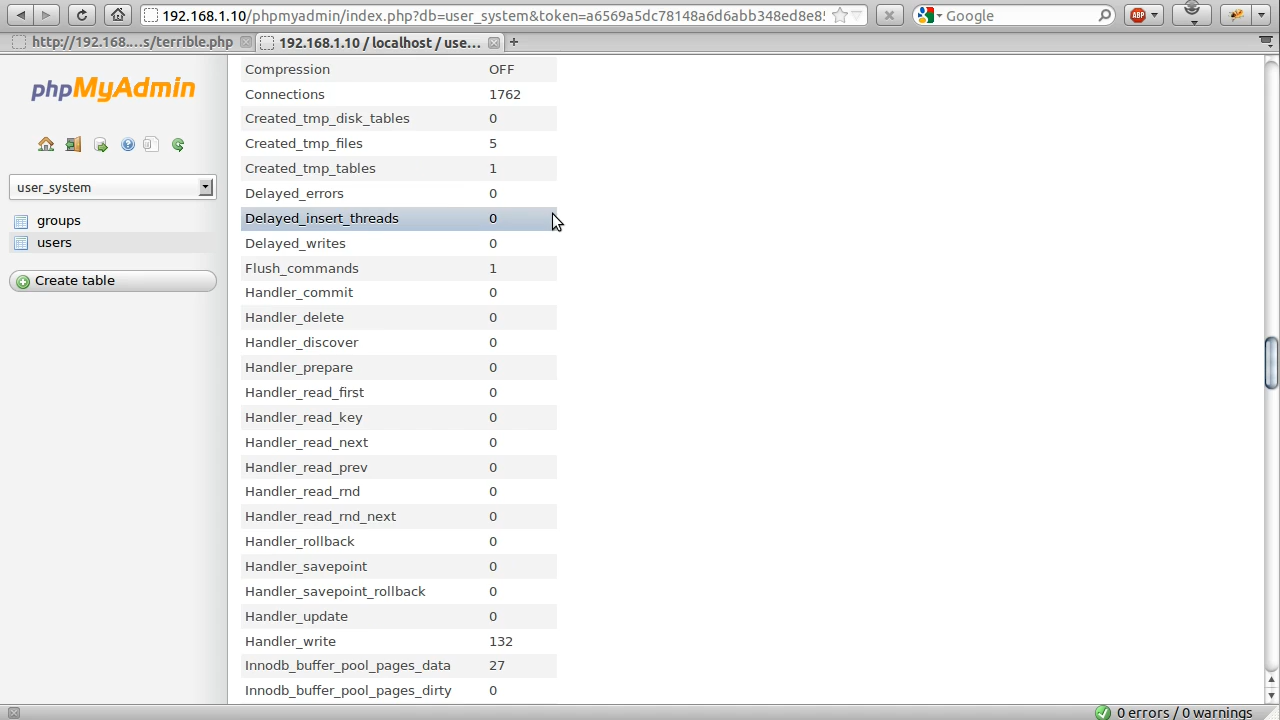 192.168.1.10/phpmyadmin/index.php?db=user_system&token=a6569a5dc78148a6d6abb348ed8e8!
Google
ABP
http://192.168....s/terrible.php
192.168.1.10 / localhost / use...
phpMyAdmin
user_system
groups
users
Create table
Compression OFF
Connections 1762
Created_tmp_disk_tables 0
Created_tmp_files 5
Created_tmp_tables 1
Delayed_errors 0
Delayed_insert_threads 0
Delayed_writes 0
Flush_commands 1
Handler_commit 0
Handler_delete 0
Handler_discover 0
Handler_prepare 0
Handler_read_first 0
Handler_read_key 0
Handler_read_next 0
Handler_read_prev 0
Handler_read_rnd 0
Handler_read_rnd_next 0
Handler_rollback 0
Handler_savepoint 0
Handler_savepoint_rollback 0
Handler_update 0
Handler_write 132
Innodb_buffer_pool_pages_data 27
Innodb_buffer_pool_pages_dirty 0
0 errors / 0 warnings